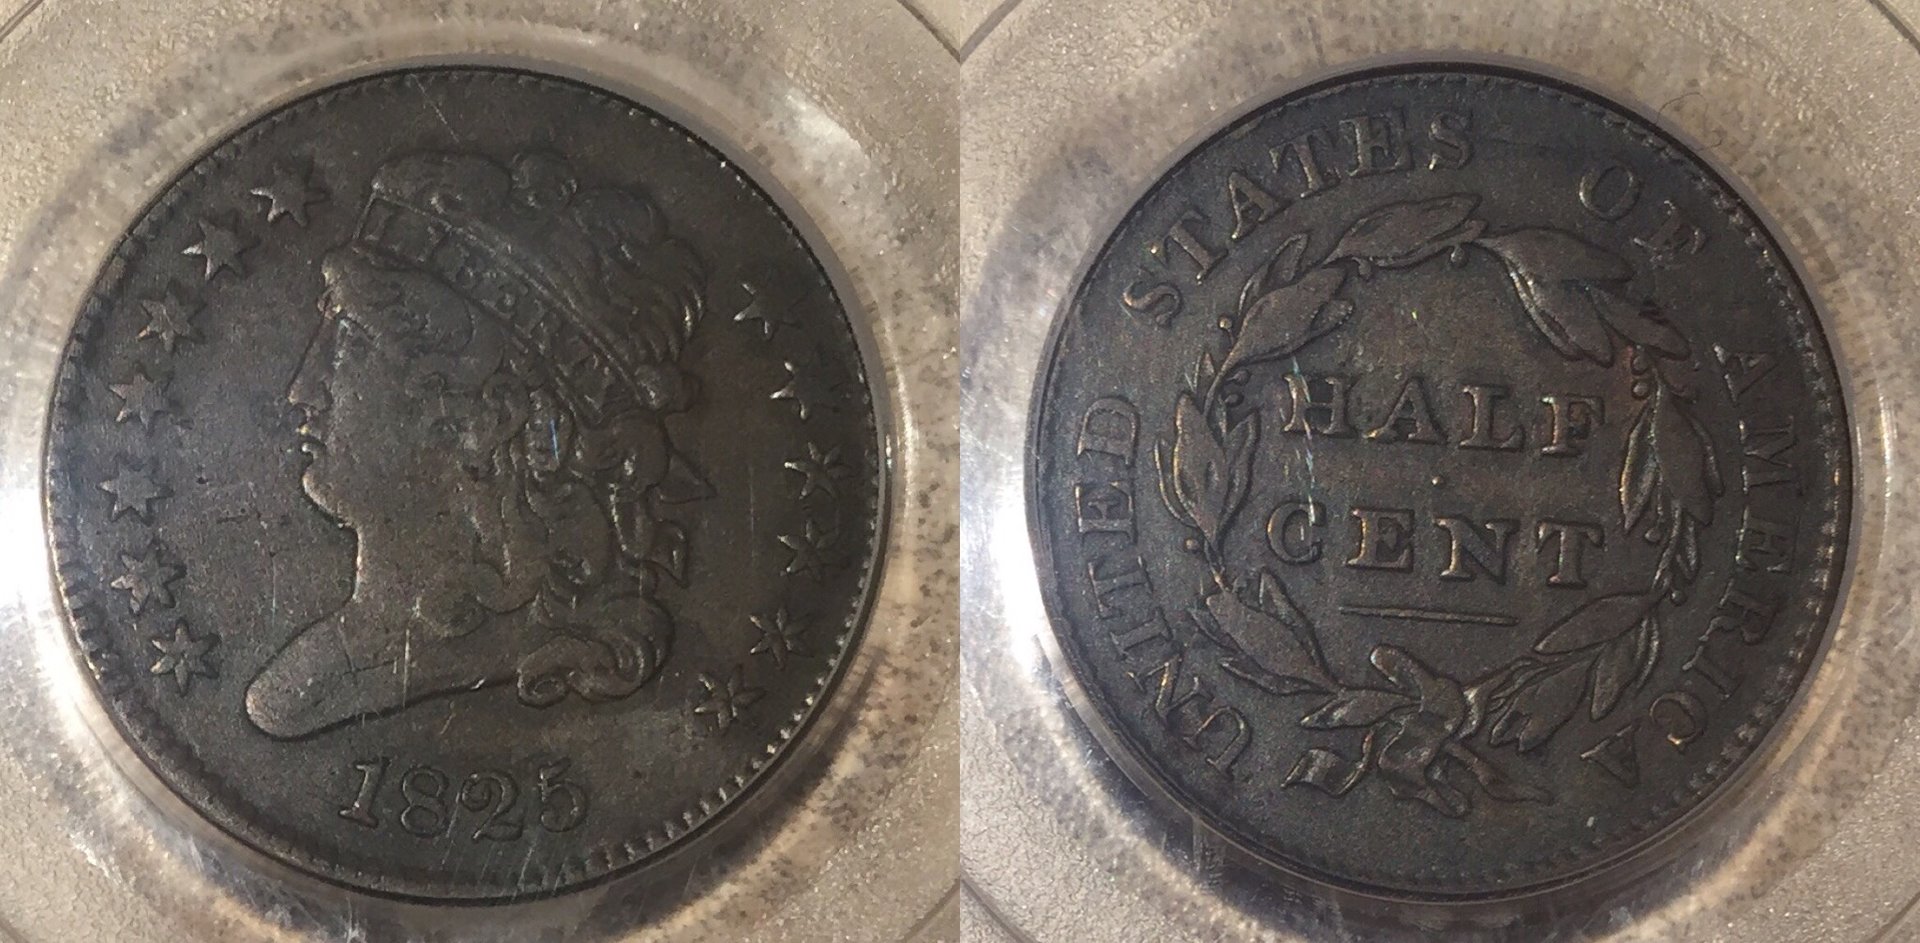 LIBERTY
1825
UNITED STATES OF AMERICA
HALF
CENT